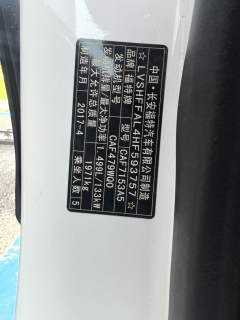 中国·长安福特汽车有限公司制造
★LVSHFFAL4HF593757★
品牌 福特牌 型号 CAF7153A5
发动机型号 CAF479WQ0
发动机排量/最大净功率 1.499L/133kW
最大允许总质量 1971kg
制造年月 2017-4 乘坐人数 5